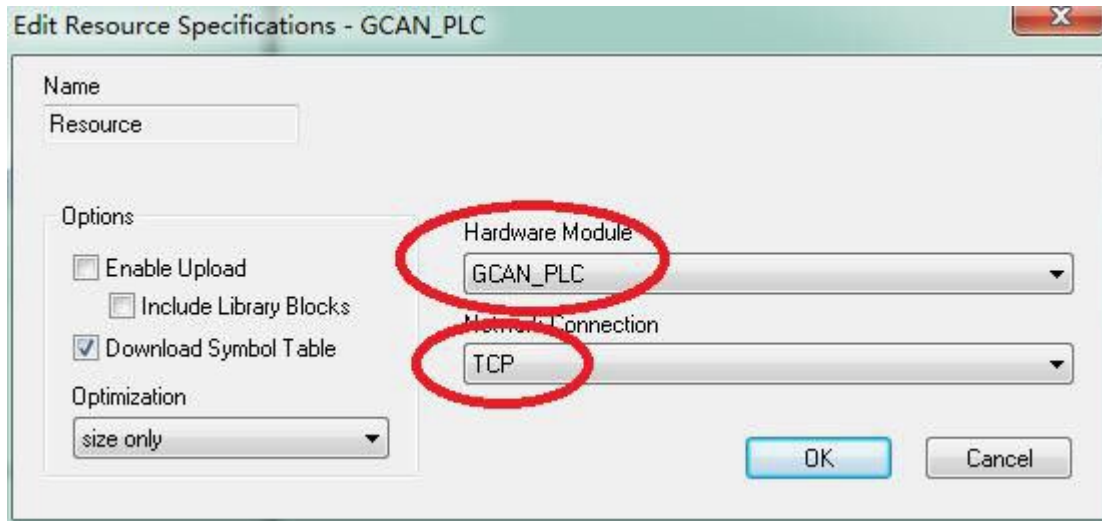 Edit Resource Specifications - GCAN_PLC
Name
Resource
Options
Enable Upload
Include Library Blocks
Download Symbol Table
Optimization
size only
Hardware Module
GCAN_PLC
Network Connection
TCP
OK
Cancel